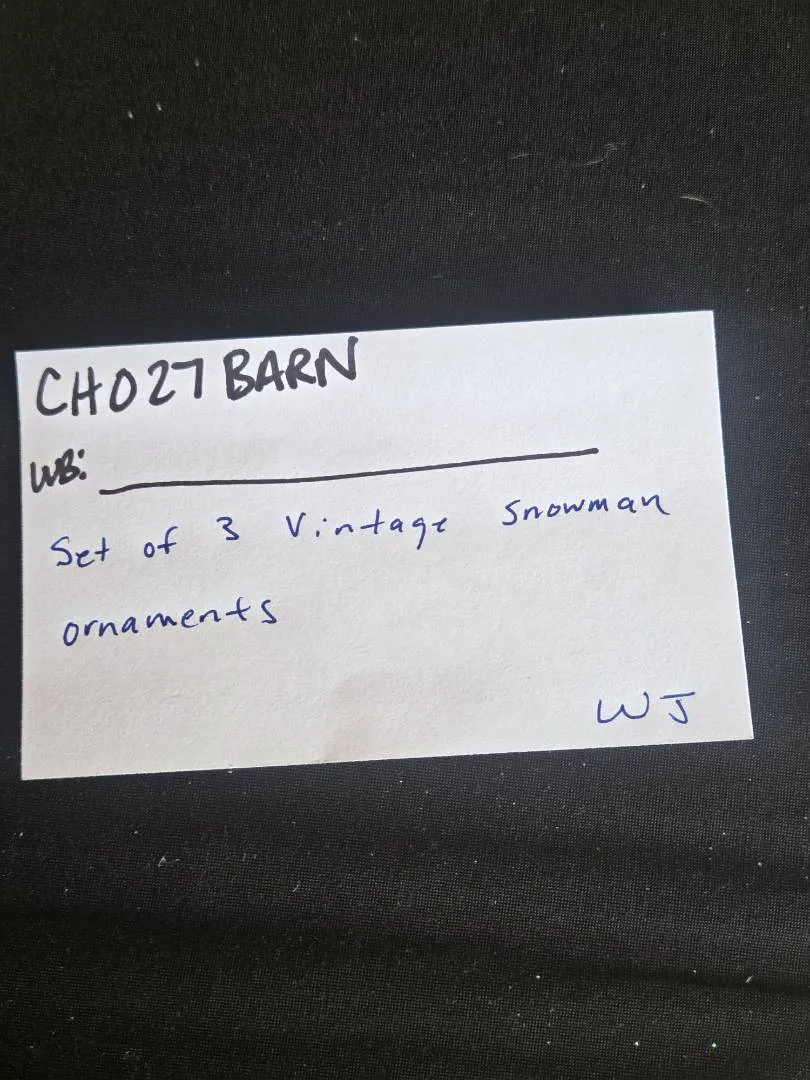 CH027 BARN
WB:
Set of 3 Vintage Snowman
ornaments
WJ